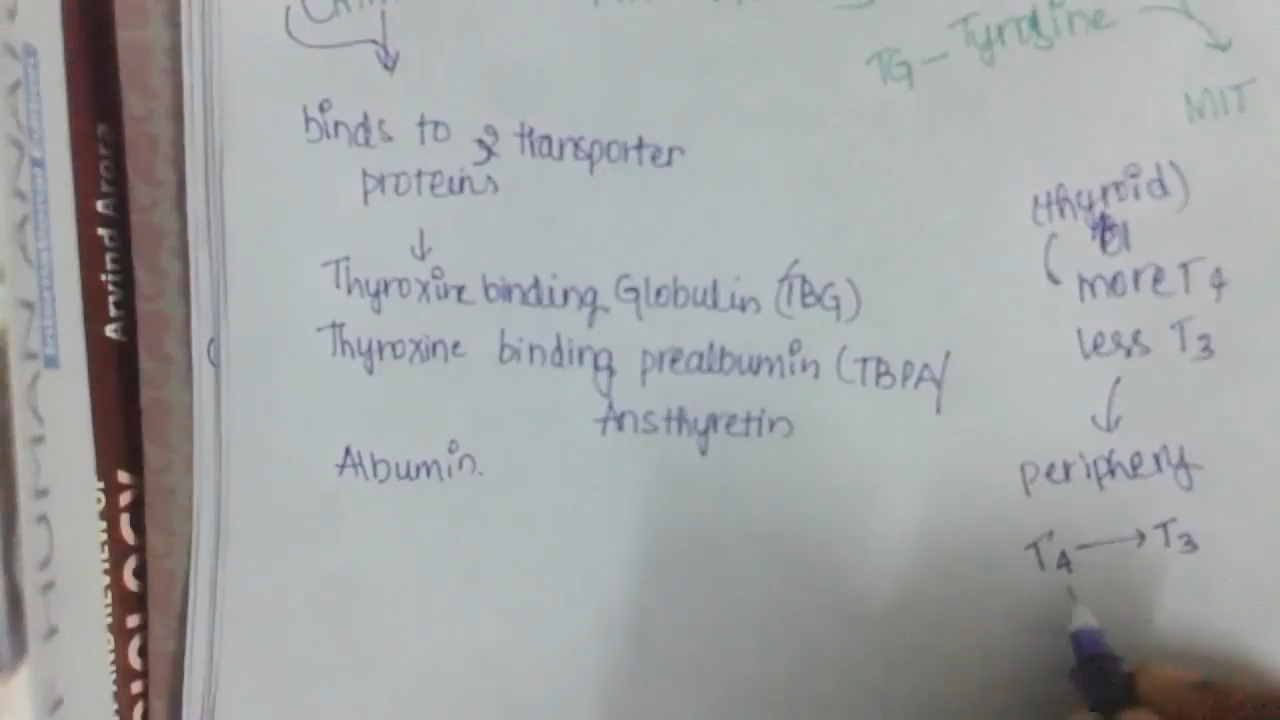 TG - Tyrosine
MIT
binds to 3 transporter
proteins
Thyroxine binding Globulin (TBG)
Thyroxine binding prealbumin (TBPA/
Ansthyretin
Albumin.
(thyroid)
more T4
less T3
periphery
T4 → T3
Arvind Arora